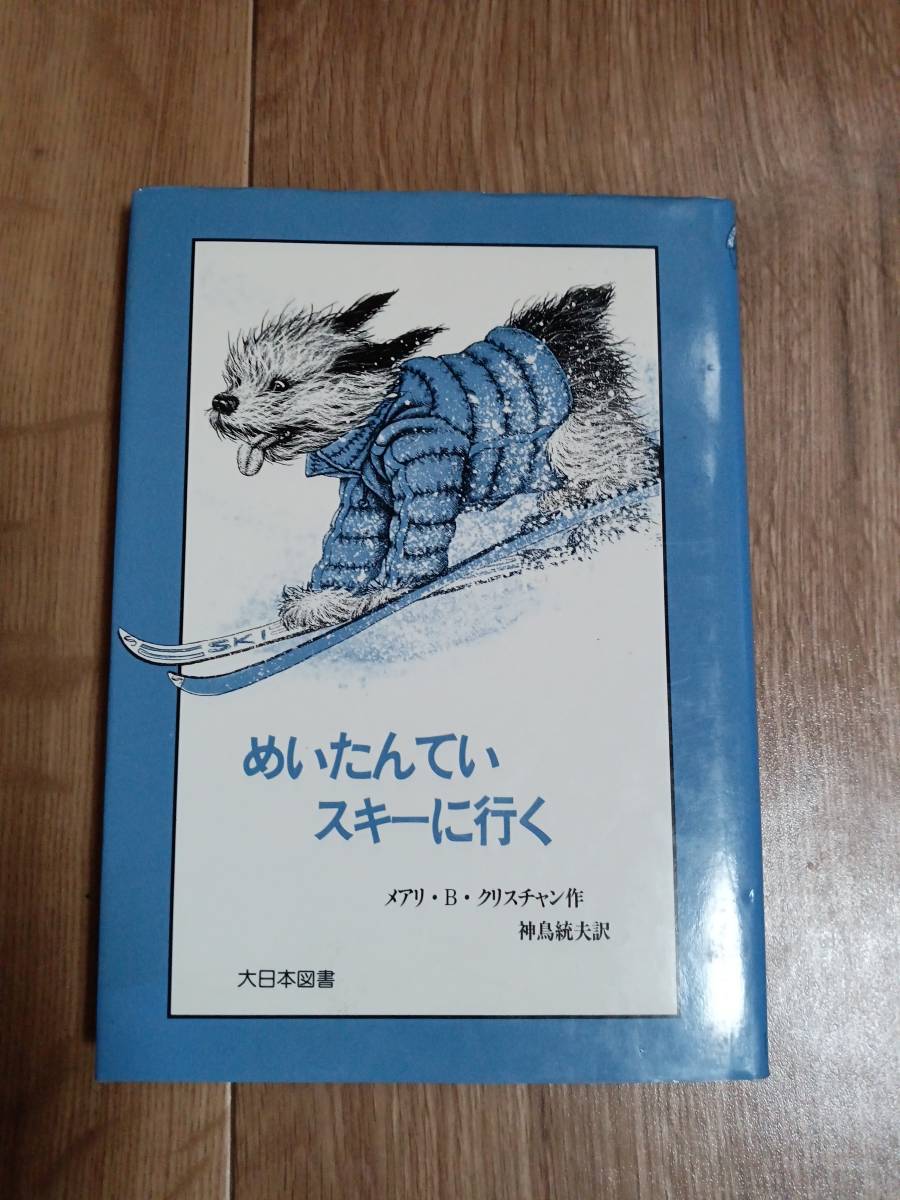 SKI
めいたんてい
スキーに行く
メアリ・B・クリスチャン作
神鳥統夫訳
大日本図書